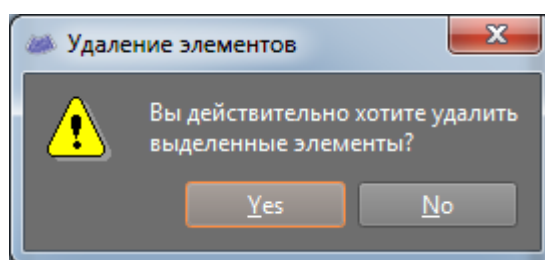 Удаление элементов
Вы действительно хотите удалить
выделенные элементы?
Yes
No